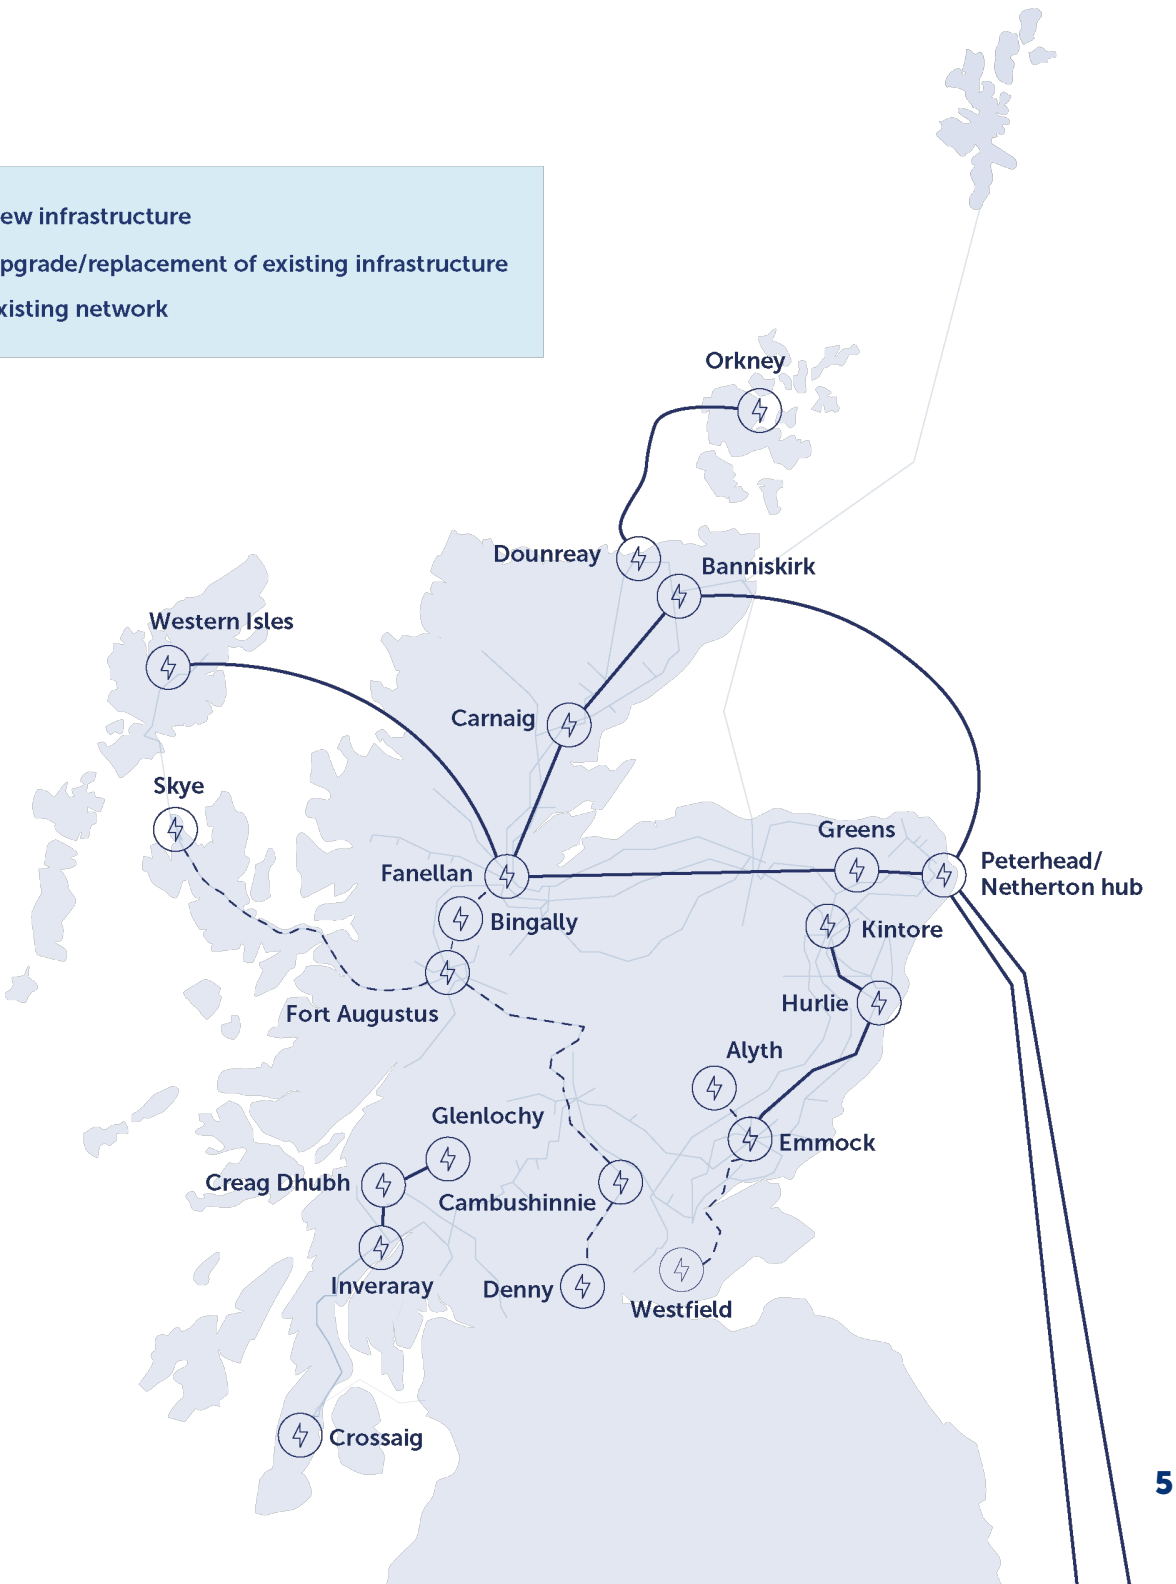 ew infrastructure
pgrade/replacement of existing infrastructure
xisting network
Orkney
Dounreay
Banniskirk
Western Isles
Carnaig
Skye
Greens
Fanellan
Peterhead/
Netherton hub
Bingally
Kintore
Hurlie
Fort Augustus
Alyth
Glenlochy
Emmock
Creag Dhubh
Cambushinnie
Inveraray
Denny
Westfield
Crossaig
5